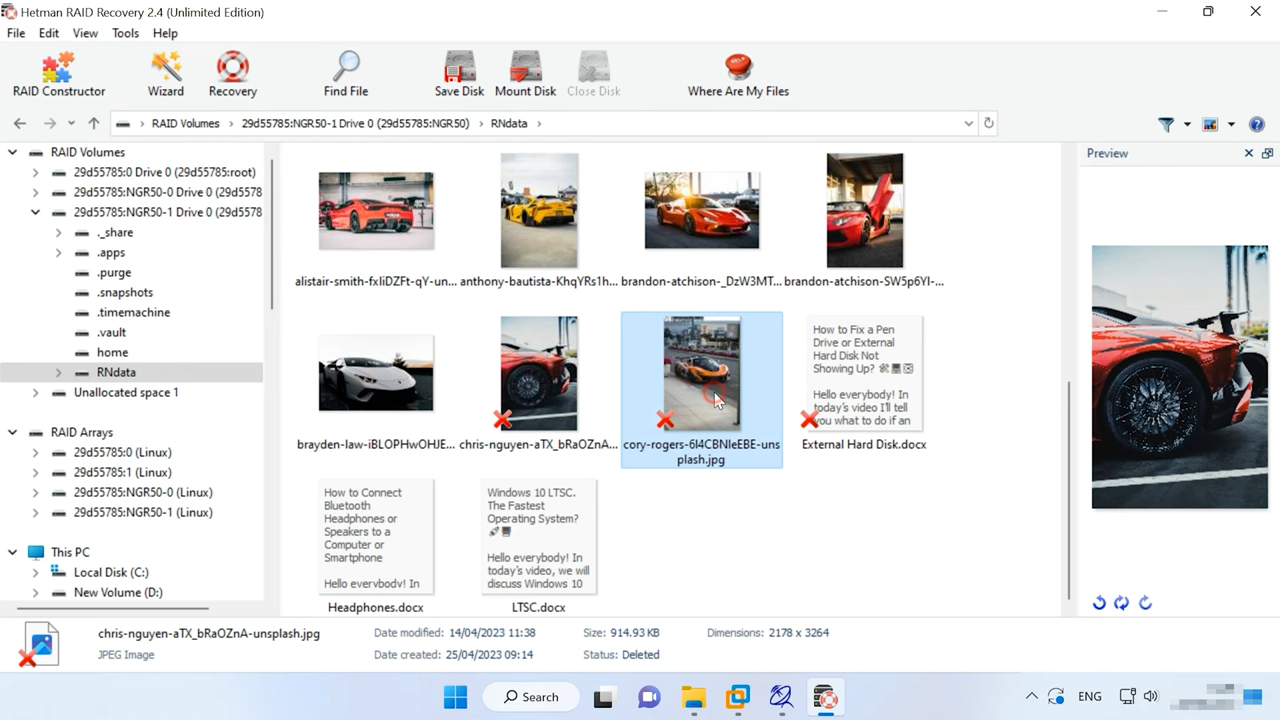 Hetman RAID Recovery 2.4 (Unlimited Edition)
File Edit View Tools Help
RAID Constructor Wizard Recovery Find File Save Disk Mount Disk Close Disk Where Are My Files
RAID Volumes > 29d55785:NGR50-1 Drive 0 (29d55785:NGR50) > RNdata >
RAID Volumes
29d55785:0 Drive 0 (29d55785:root)
29d55785:NGR50-0 Drive 0 (29d5578
29d55785:NGR50-1 Drive 0 (29d5578
._share
.apps
.purge
.snapshots
.timemachine
.vault
home
RNdata
Unallocated space 1
RAID Arrays
29d55785:0 (Linux)
29d55785:1 (Linux)
29d55785:NGR50-0 (Linux)
29d55785:NGR50-1 (Linux)
This PC
Local Disk (C:)
New Volume (D:)
alistair-smith-fxliDZFt-qY-un... anthony-bautista-KhqYRs1h... brandon-atchison-_DzW3MT... brandon-atchison-SW5p6YI-...
How to Fix a Pen
Drive or External
Hard Disk Not
Showing Up?
Hello everybody! In
today's video I'll tell
you what to do if an
brayden-law-iBLOPHwOHJE... chris-nguyen-aTX_bRaOZnA... cory-rogers-6I4CBNIeEBE-uns
plash.jpg
External Hard Disk.docx
How to Connect
Bluetooth
Headphones or
Speakers to a
Computer or
Smartphone
Hello everybody! In
Headphones.docx
Windows 10 LTSC.
The Fastest
Operating System?
Hello everybody! In
today's video, we will
discuss Windows 10
LTSC.docx
Preview
chris-nguyen-aTX_bRaOZnA-unsplash.jpg
JPEG Image
Date modified: 14/04/2023 11:38
Date created: 25/04/2023 09:14
Size: 914.93 KB
Status: Deleted
Dimensions: 2178 x 3264
Search
ENG